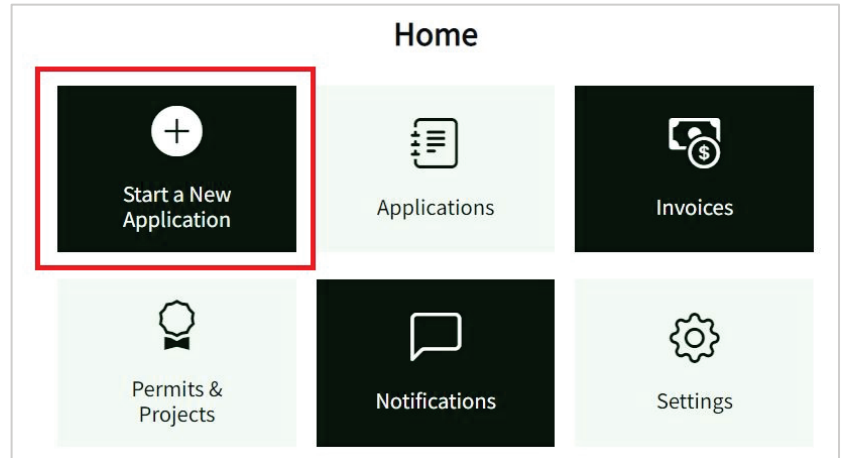 Home
Start a New
Application
Applications
Invoices
Permits &
Projects
Notifications
Settings